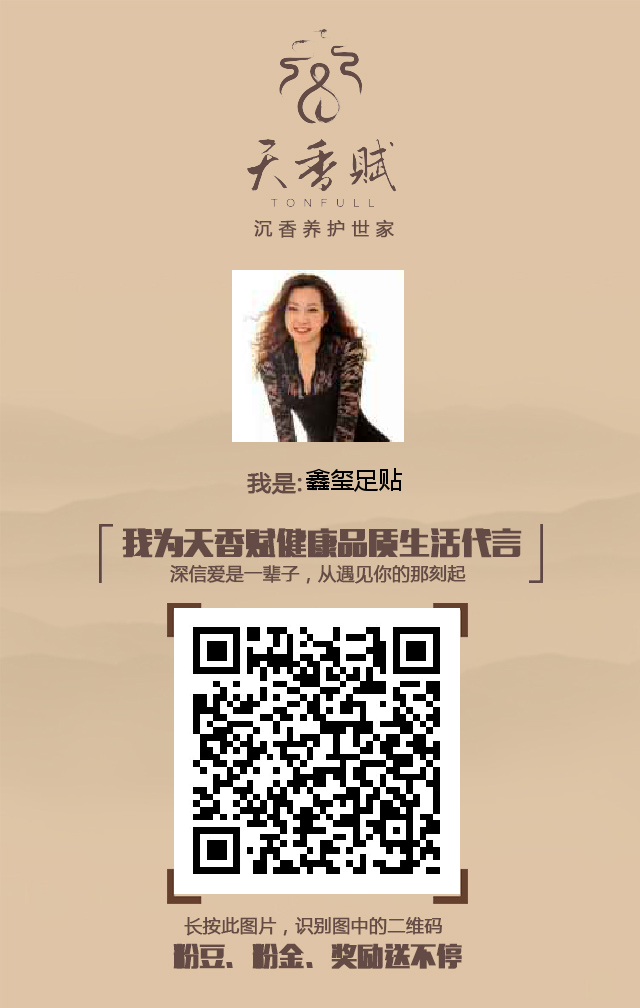 天香赋
TONFULL
沉香养护世家
我是:鑫玺足贴
我为天香赋健康品质生活代言
深信爱是一辈子，从遇见你的那刻起
长按此图片，识别图中的二维码
粉豆、粉金、奖励送不停